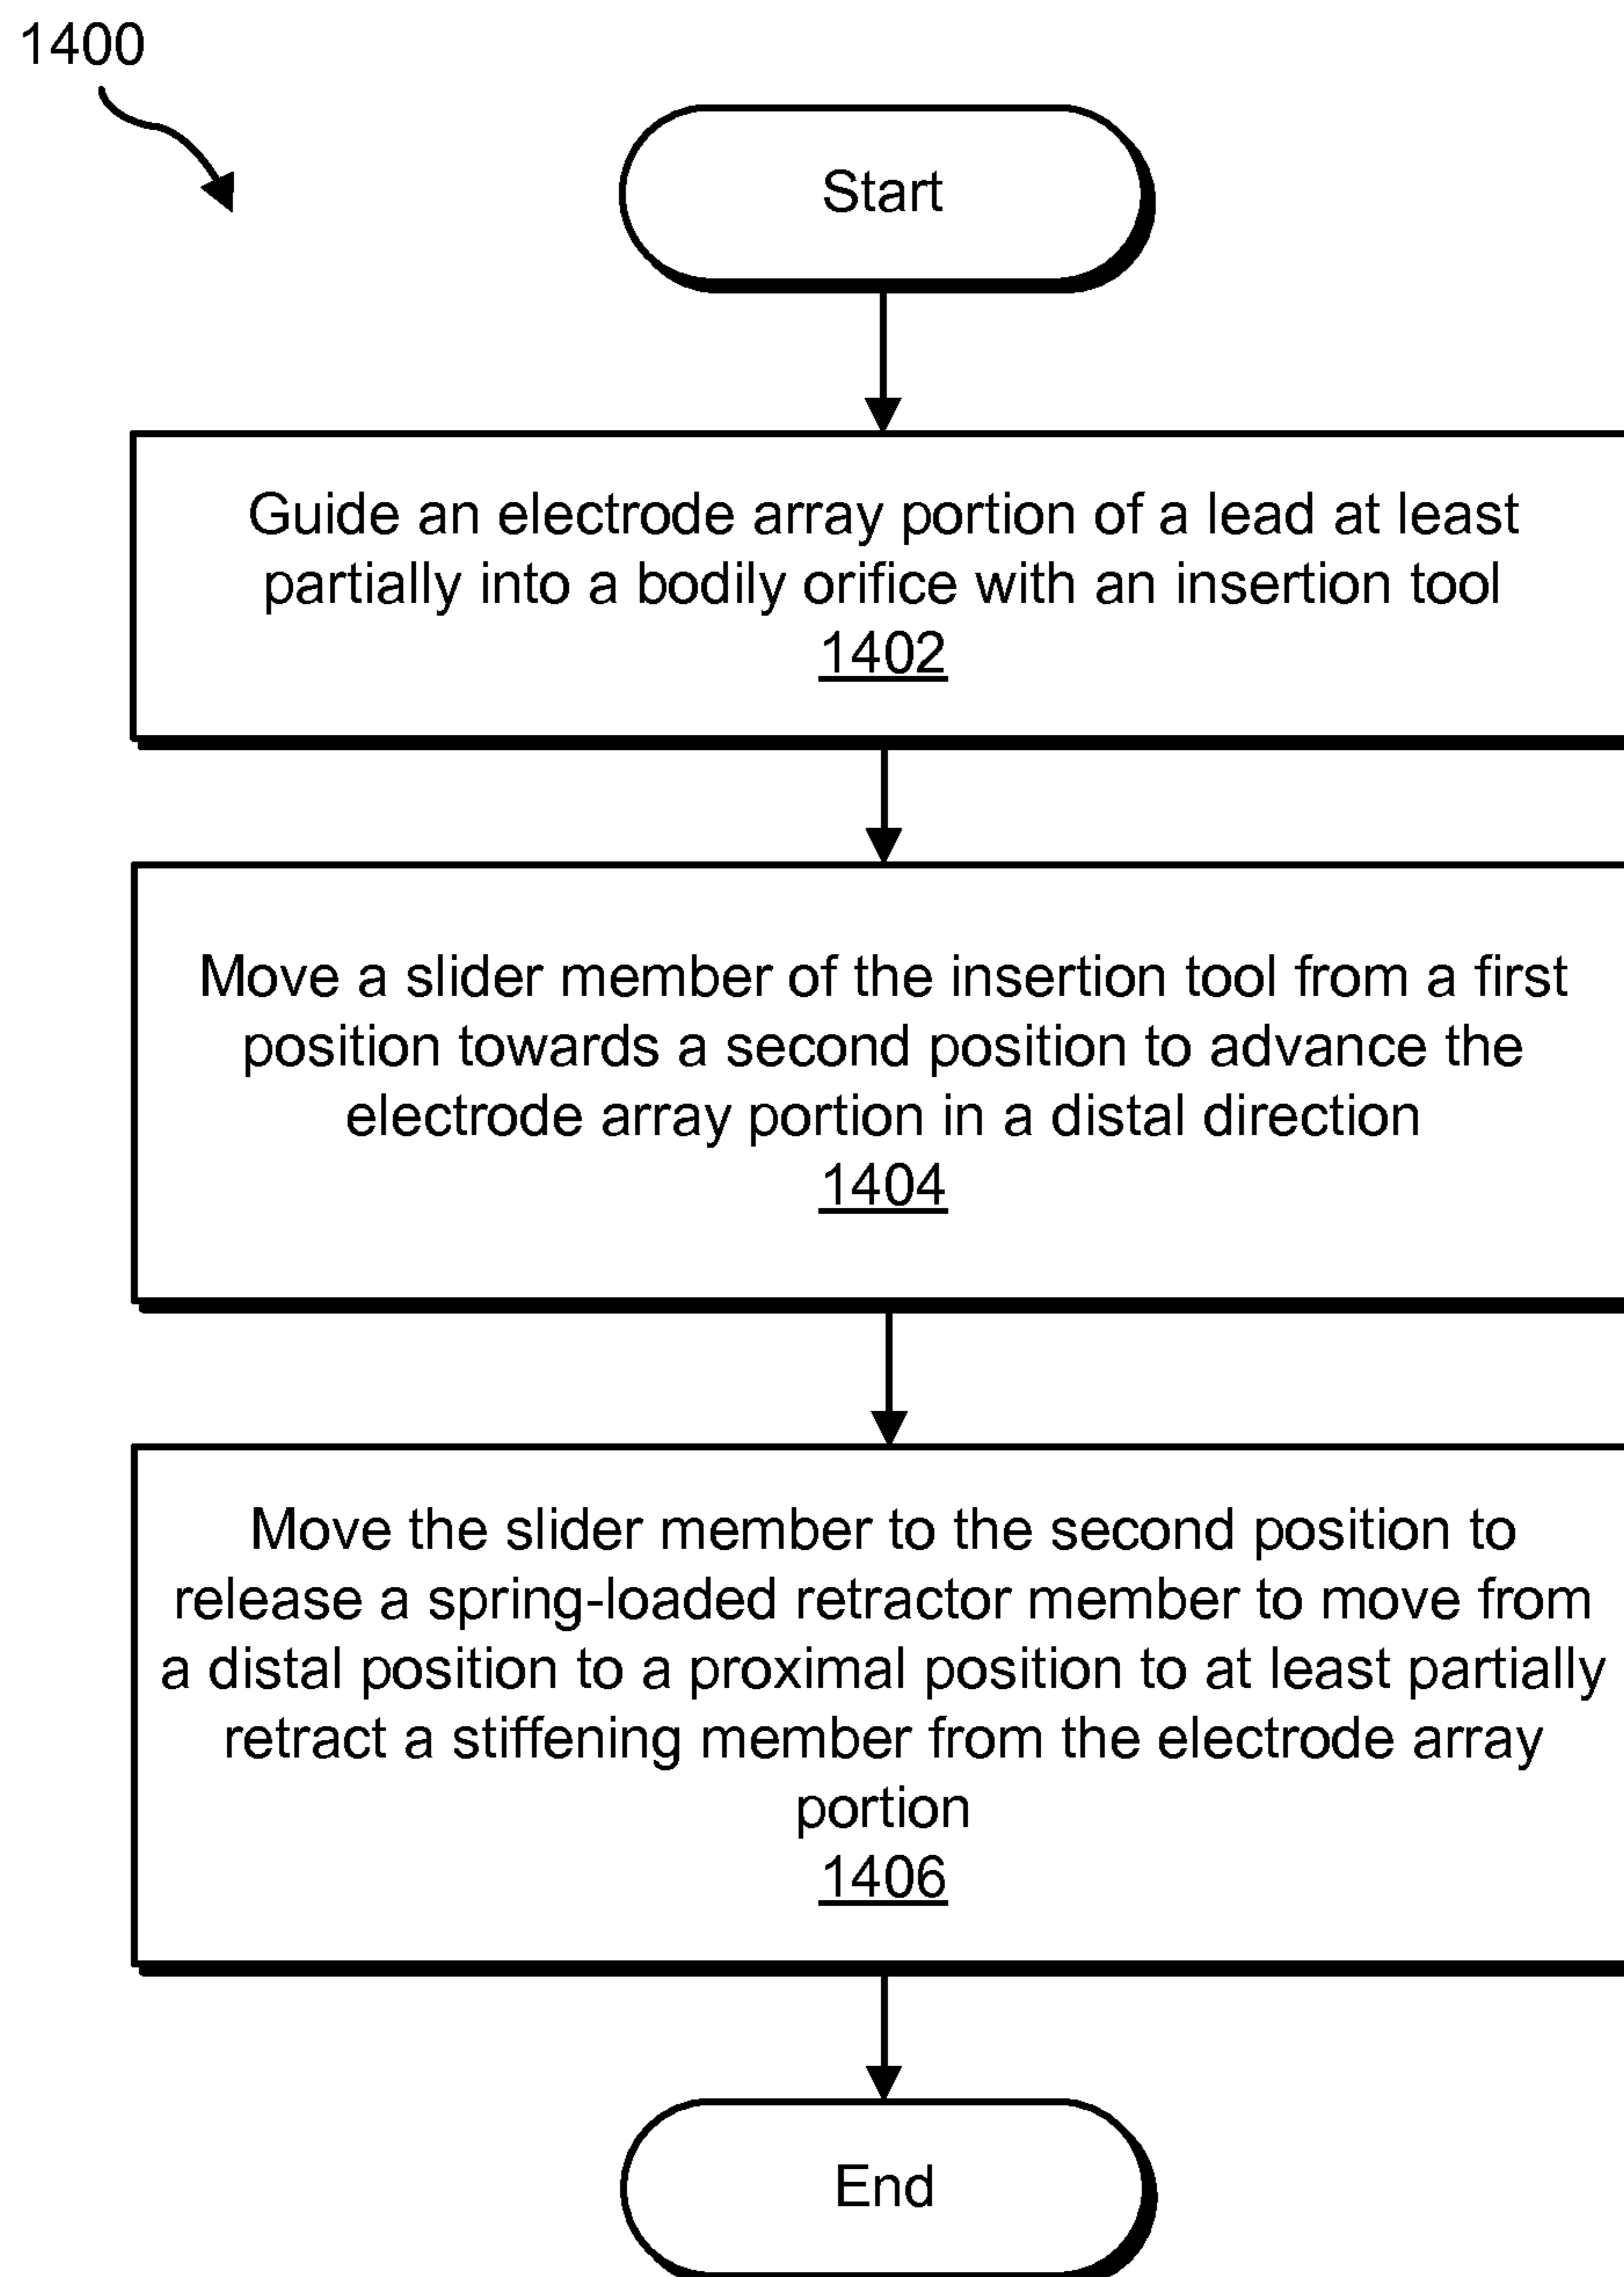 1400
Start
Guide an electrode array portion of a lead at least
partially into a bodily orifice with an insertion tool
1402
Move a slider member of the insertion tool from a first
position towards a second position to advance the
electrode array portion in a distal direction
1404
Move the slider member to the second position to
release a spring-loaded retractor member to move from
a distal position to a proximal position to at least partially
retract a stiffening member from the electrode array
portion
1406
End